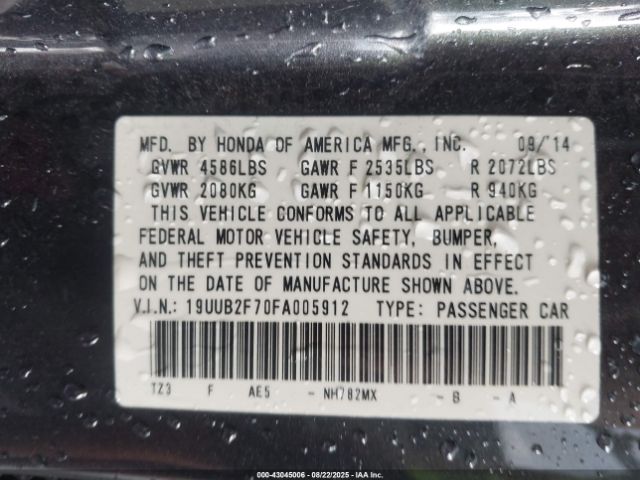 MFD. BY HONDA OF AMERICA MFG., INC. 09/14
GVWR 4586LBS GAWR F 2535LBS R 2072LBS
GVWR 2080KG GAWR F 1150KG R 940KG
THIS VEHICLE CONFORMS TO ALL APPLICABLE
FEDERAL MOTOR VEHICLE SAFETY, BUMPER,
AND THEFT PREVENTION STANDARDS IN EFFECT
ON THE DATE OF MANUFACTURE SHOWN ABOVE.
V.I.N.: 19UUB2F70FA005912 TYPE: PASSENGER CAR
TZ3 F AE5 - NH782MX - B - A
000-43045006 - 08/22/2025 - IAA Inc.